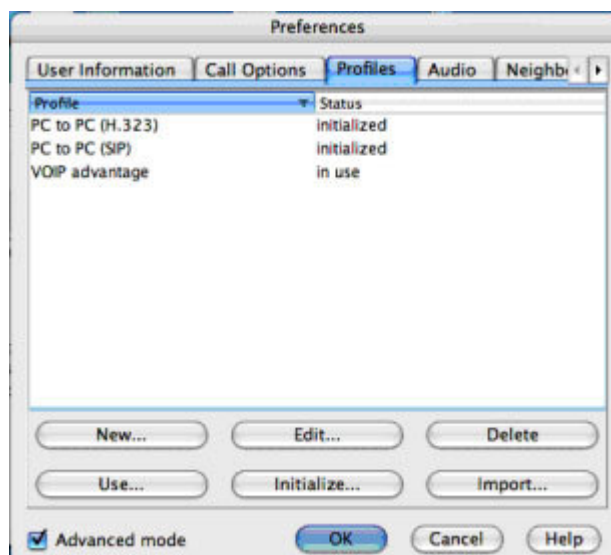 Preferences
User Information Call Options Profiles Audio Neighb
Profile Status
PC to PC (H.323) initialized
PC to PC (SIP) initialized
VOIP advantage in use
New... Edit... Delete
Use... Initialize... Import...
Advanced mode OK Cancel Help